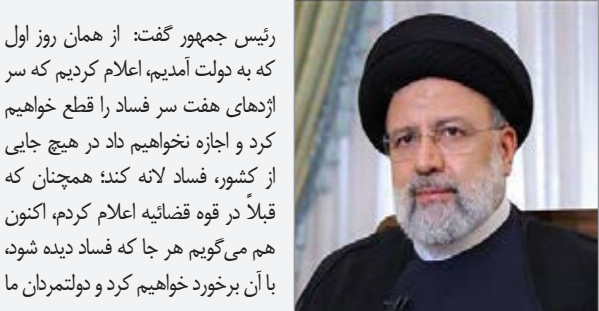 رئیس جمهور گفت: از همان روز اول
که به دولت آمدیم، اعلام کردیم که سر
اژدهای هفت سر فساد را قطع خواهیم
کرد و اجازه نخواهیم داد در هیچ جایی
از کشور، فساد لانه کند؛ همچنان که
قبلاً در قوه قضائیه اعلام کردم، اکنون
هم می‌گویم هر جا که فساد دیده شود،
با آن برخورد خواهیم کرد و دولتمردان ما